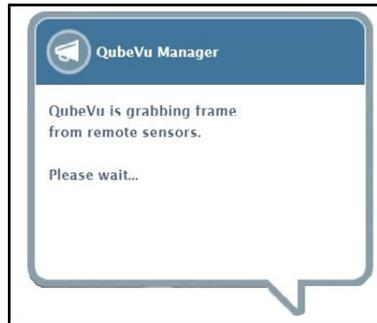 QubeVu Manager
QubeVu is grabbing frame
from remote sensors.
Please wait...